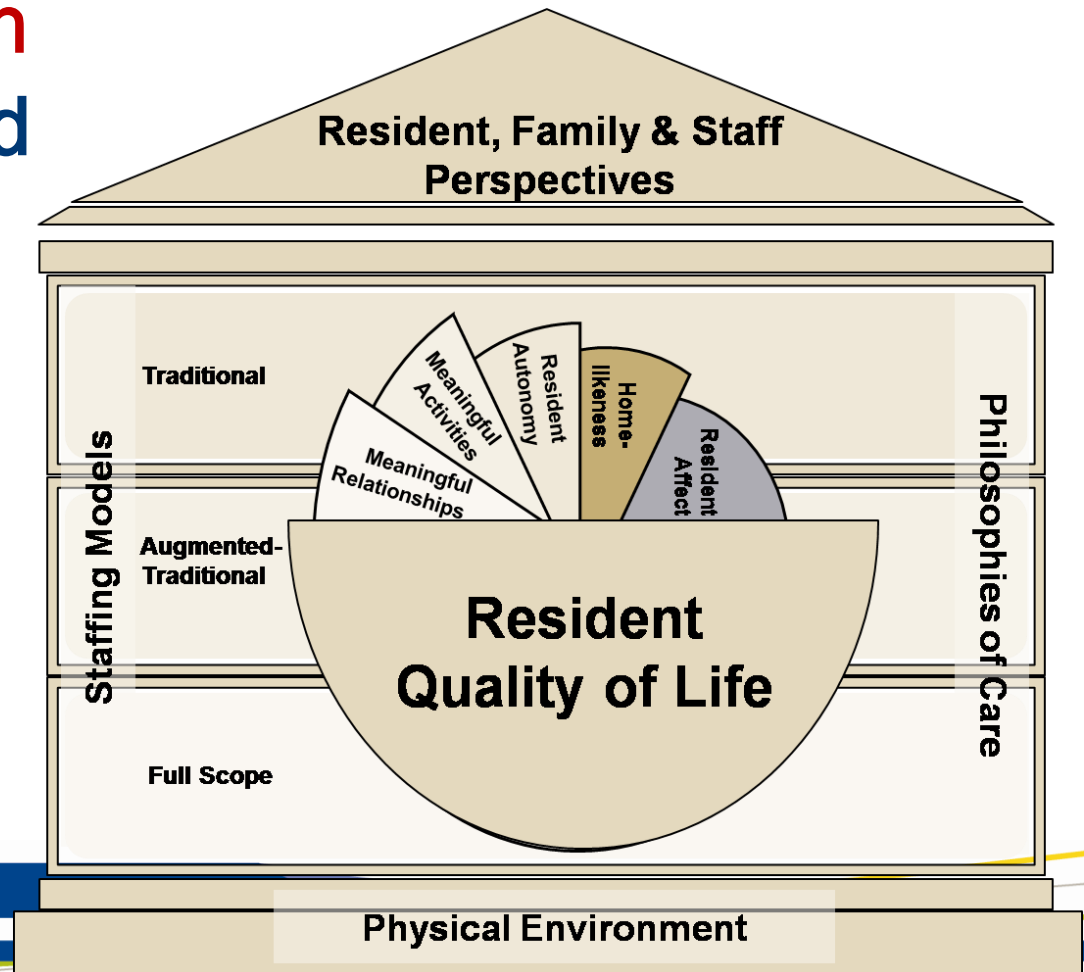 n
d
Resident, Family & Staff
Perspectives
Traditional
Augmented-
Traditional
Full Scope
Staffing Models
Meaningful
Relationships
Meaningful
Activities
Resident
Autonomy
Home-
likeness
Resident
Affect
Resident
Quality of Life
Philosophies of Care
Physical Environment